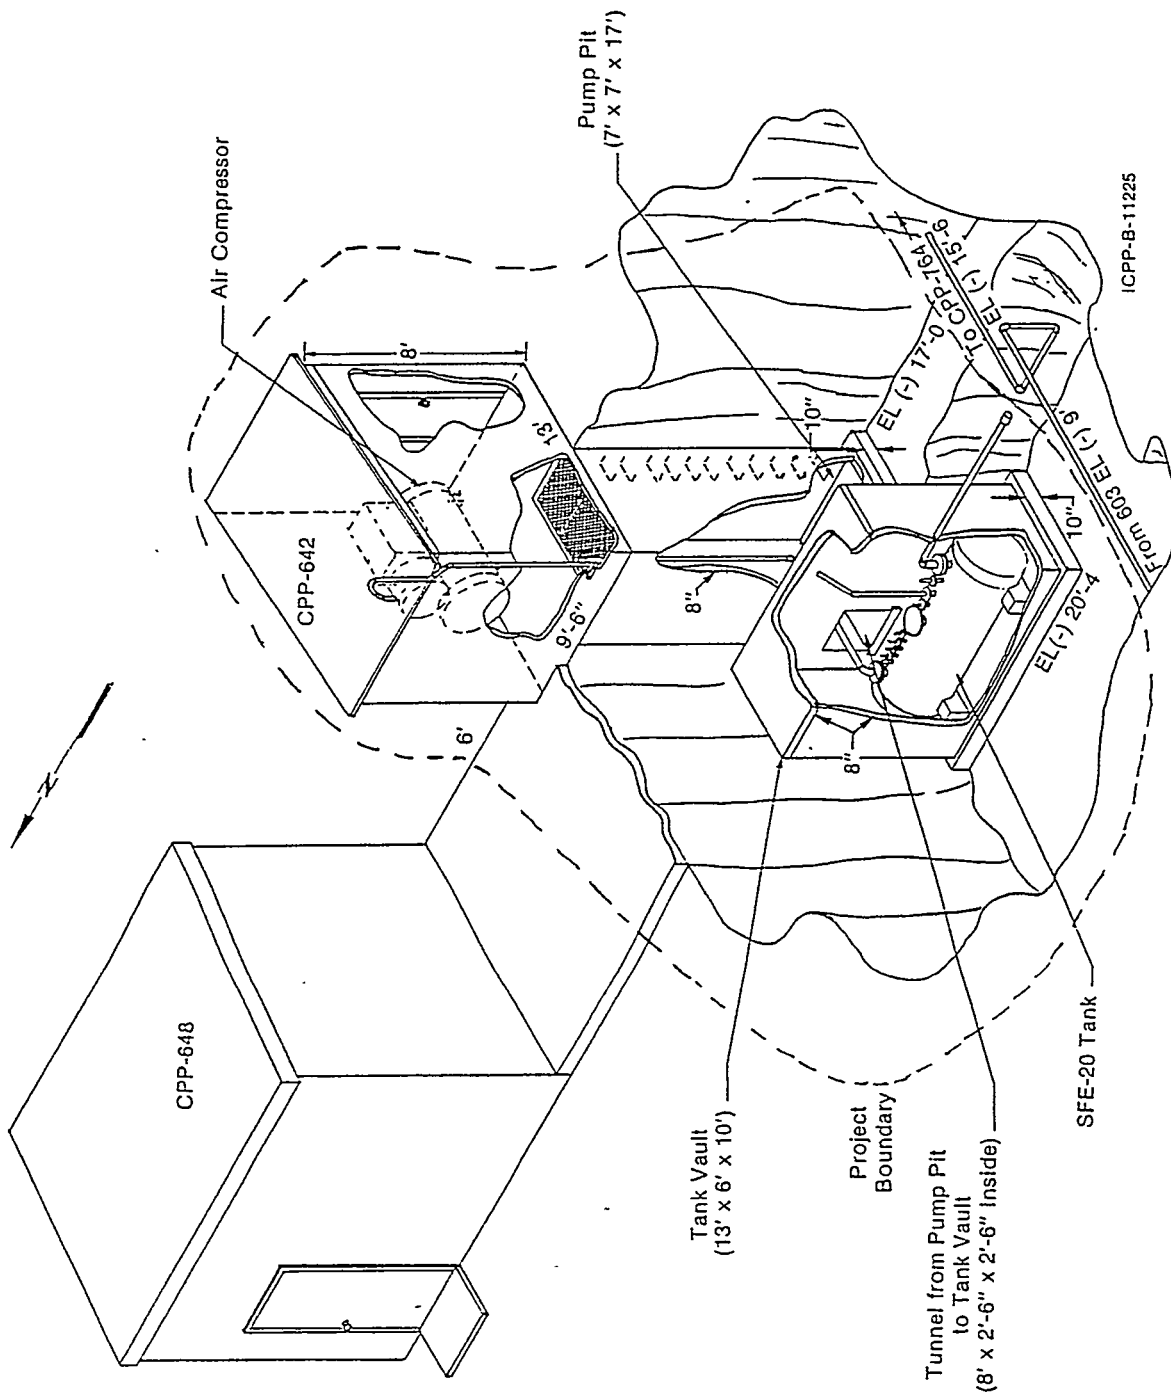 N
CPP-648
CPP-642
Air Compressor
Pump Pit
(7' x 7' x 17')
8'
13'
9'-6"
6'
10"
8"
8"
10"
EL (-) 17'-0
To CPP-764
EL (-) 15'-6
From 603 EL (-) 9'
EL (-) 20'-4
Tank Vault
(13' x 6' x 10')
Project
Boundary
Tunnel from Pump Pit
to Tank Vault
(8' x 2'-6" x 2'-6" Inside)
SFE-20 Tank
ICPP-B-11225